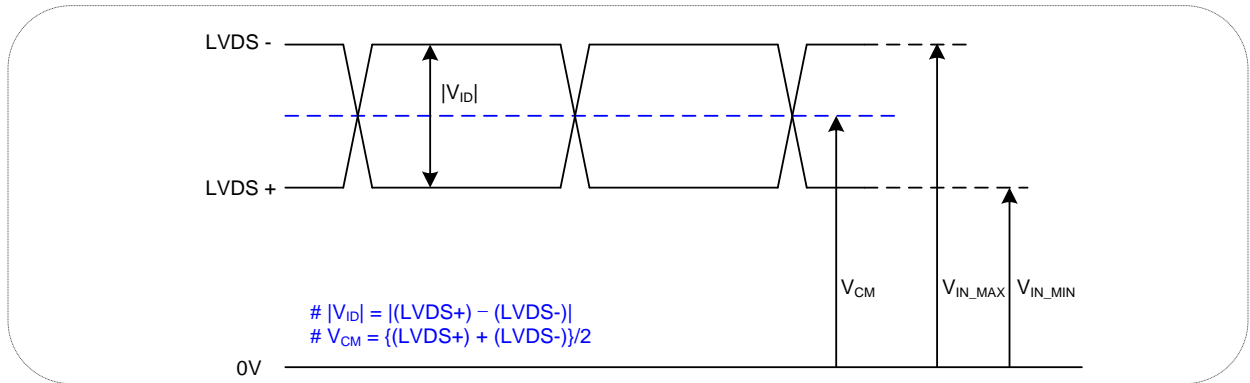 LVDS -
|VID|
LVDS +
VCM
VIN_MAX
VIN_MIN
# |VID| = |(LVDS+) − (LVDS-)|
# VCM = {(LVDS+) + (LVDS-)}/2
0V